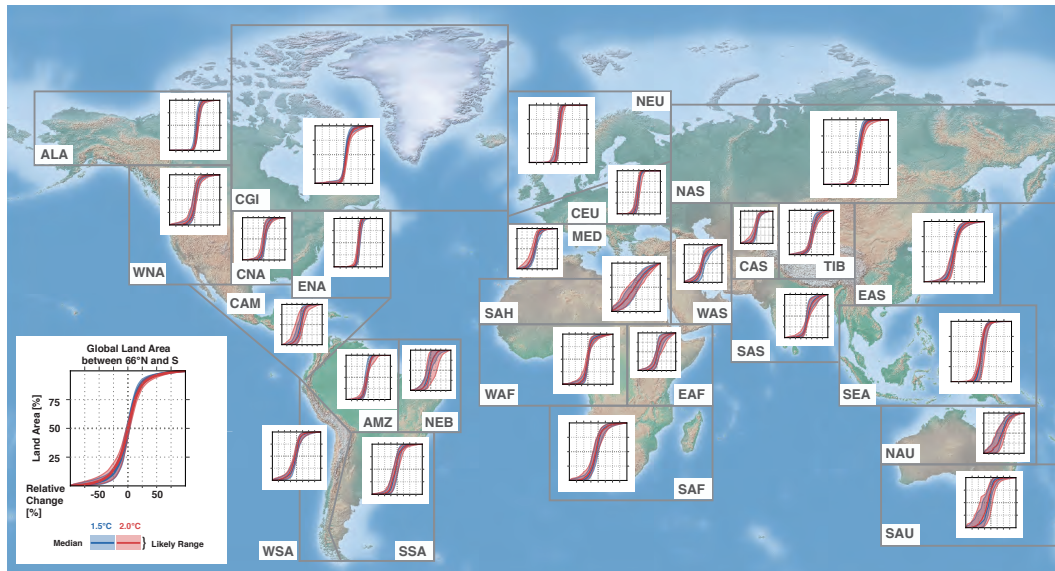 NEU
ALA
CGI
NAS
CEU
MED
WNA
CNA
ENA
CAS
TIB
EAS
CAM
SAH
WAS
SAS
WAF
EAF
SEA
AMZ
NEB
NAU
SAF
SAU
WSA
SSA
Global Land Area
between 66°N and S
Land Area [%]
75
50
25
Relative
Change
[%]
-50 0 50
1.5°C 2.0°C
Median } Likely Range